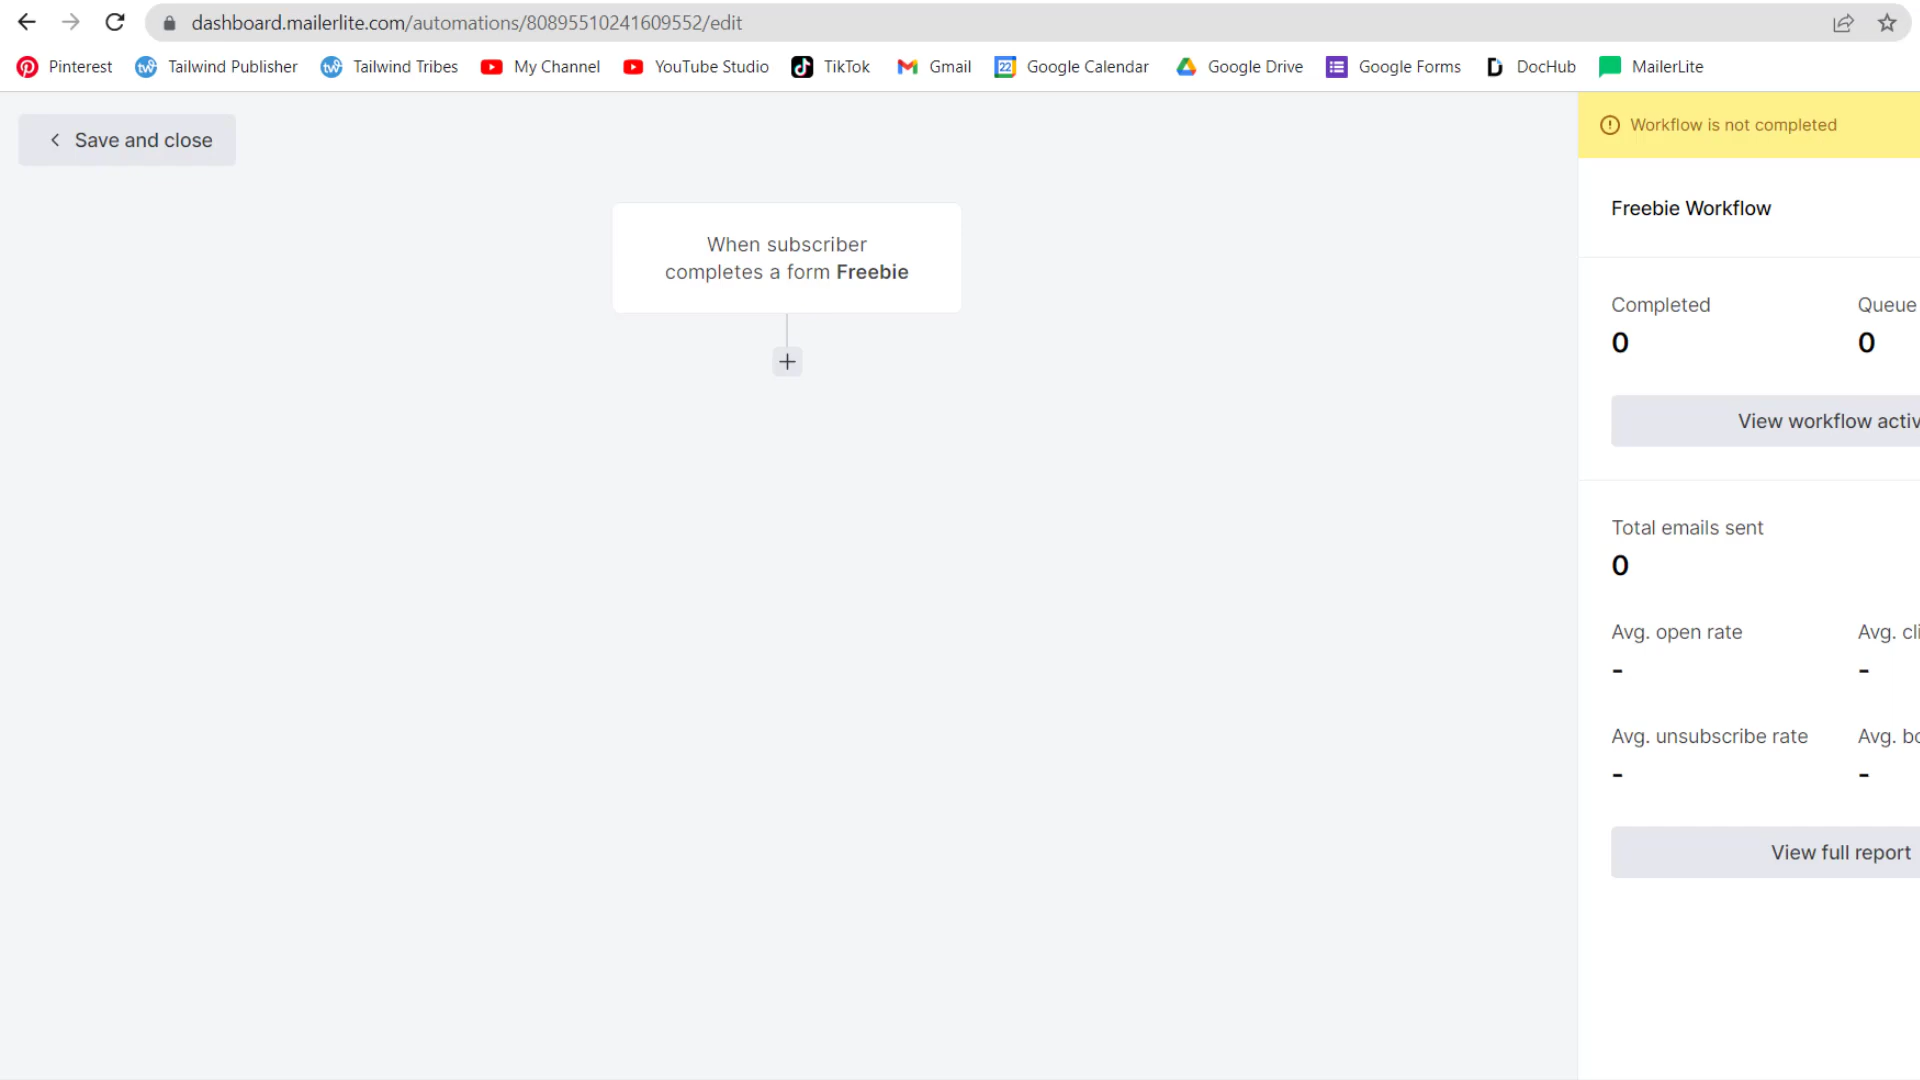 dashboard.mailerlite.com/automations/80895510241609552/edit
Pinterest Tailwind Publisher Tailwind Tribes My Channel YouTube Studio TikTok Gmail 22 Google Calendar Google Drive Google Forms DocHub MailerLite
Save and close
When subscriber
completes a form Freebie
Workflow is not completed
Freebie Workflow
Completed Queue
0 0
View workflow activ
Total emails sent
0
Avg. open rate Avg. cli
- -
Avg. unsubscribe rate Avg. bo
- -
View full report